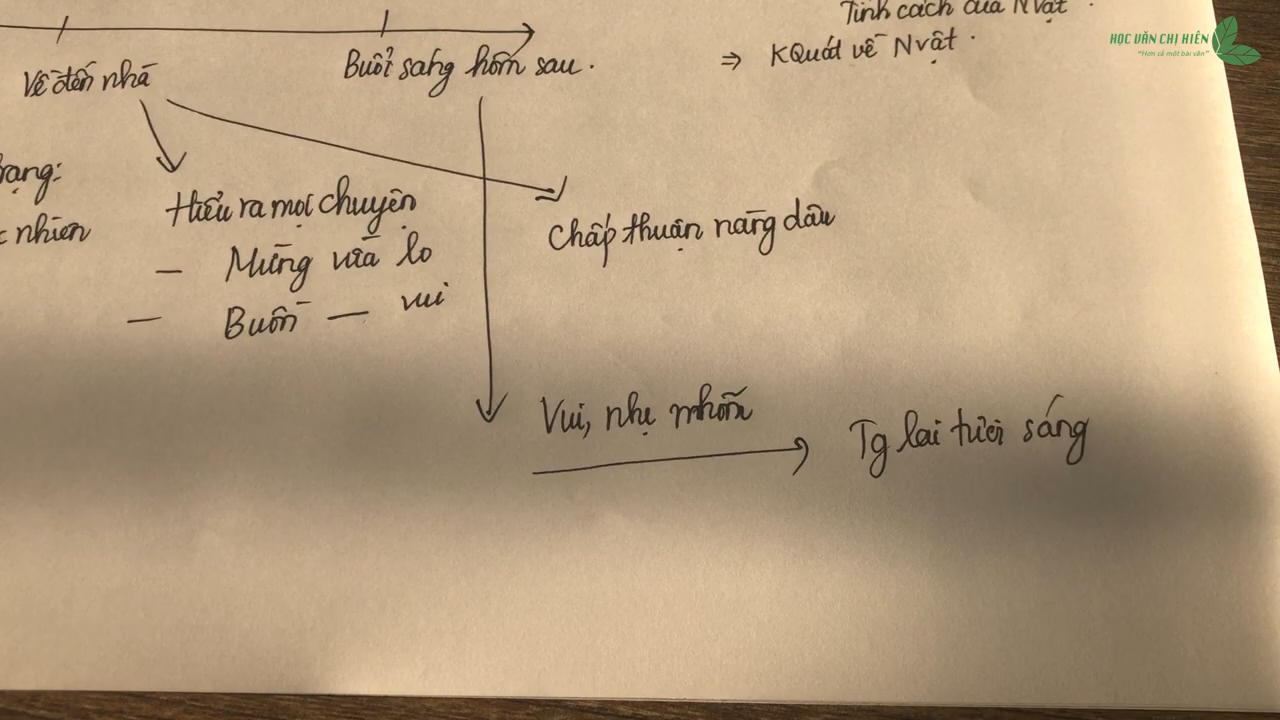 Tính cách của Nvật.
⇒ KQuát về Nvật.
HỌC VĂN CHỊ HIÊN
"Hơn cả một bài văn"
Về đến nhà
Buổi sáng hôm sau.
rạng:
nhiên
Hiểu ra mọi chuyện
Chấp thuận nàng dâu
— Mừng vừa lo
— Buồn — vui
Vui, nhẹ nhõm
Tg lai tươi sáng